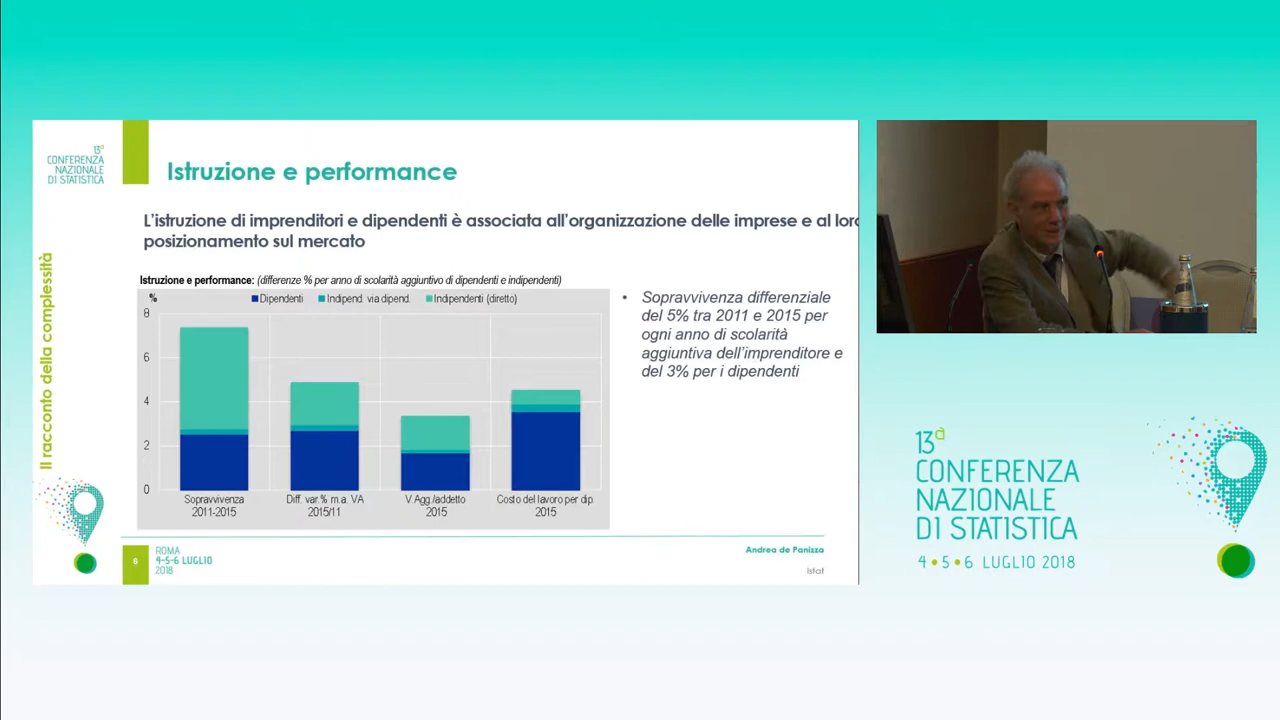 13ª
CONFERENZA
NAZIONALE
DI STATISTICA
Istruzione e performance
L'istruzione di imprenditori e dipendenti è associata all'organizzazione delle imprese e al loro
posizionamento sul mercato
Il racconto della complessità
Istruzione e performance: (differenze % per anno di scolarità aggiuntivo di dipendenti e indipendenti)
% Dipendenti Indipend. via dipend. Indipendenti (diretto)
8
6
4
2
0
Sopravvivenza
2011-2015
Diff. var.% m.a. VA
2015/11
V.Agg./addetto
2015
Costo del lavoro per dip.
2015
• Sopravvivenza differenziale
del 5% tra 2011 e 2015 per
ogni anno di scolarità
aggiuntiva dell'imprenditore e
del 3% per i dipendenti
6
ROMA
4-5-6 LUGLIO
2018
Andrea de Panizza
Istat
13à
CONFERENZA
NAZIONALE
DI STATISTICA
4•5•6 LUGLIO 2018